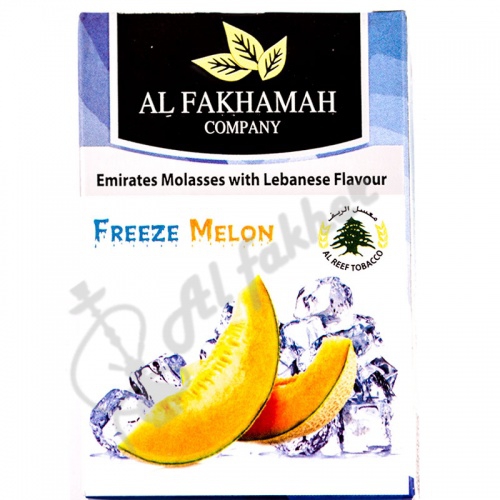 AL FAKHAMAH
COMPANY
Emirates Molasses with Lebanese Flavour
FREEZE MELON
معسل الريف
AL REEF TOBACCO
Al fakher